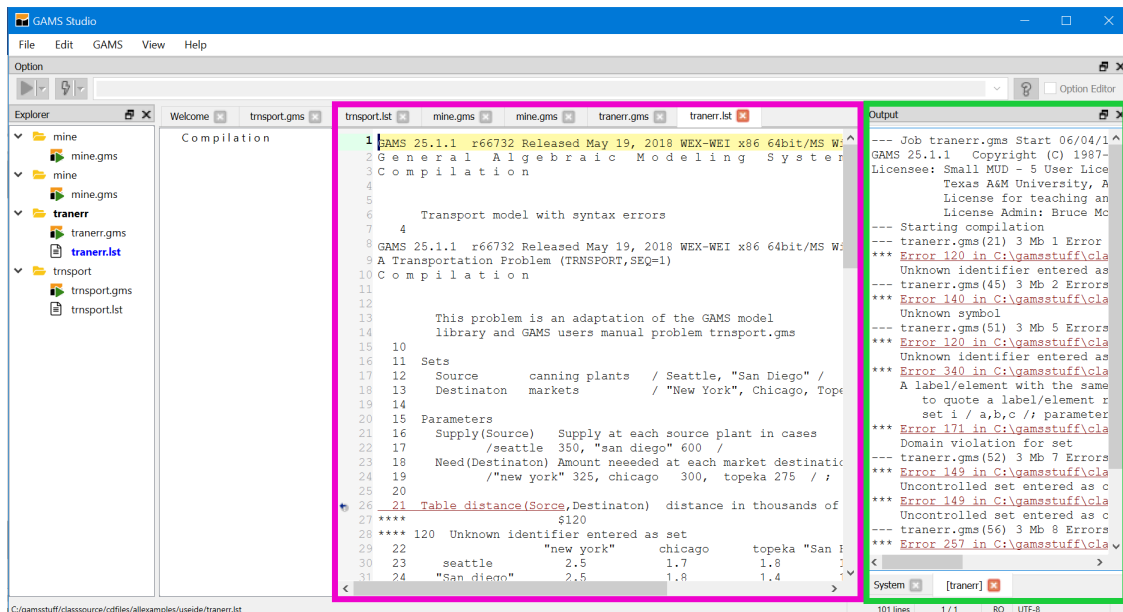 GAMS Studio
File Edit GAMS View Help
Option
Option Editor
Explorer
mine
mine.gms
mine
mine.gms
tranerr
tranerr.gms
tranerr.lst
trnsport
trnsport.gms
trnsport.lst
Welcome trnsport.gms
Compilation
trnsport.lst mine.gms mine.gms tranerr.gms tranerr.lst
1 GAMS 25.1.1 r66732 Released May 19, 2018 WEX-WEI x86 64bit/MS Wi
2 G e n e r a l A l g e b r a i c M o d e l i n g S y s t e m
3 C o m p i l a t i o n
4
5
6 Transport model with syntax errors
7 4
8 GAMS 25.1.1 r66732 Released May 19, 2018 WEX-WEI x86 64bit/MS Wi
9 A Transportation Problem (TRNSPORT,SEQ=1)
10 C o m p i l a t i o n
11
12
13 This problem is an adaptation of the GAMS model
14 library and GAMS users manual problem trnsport.gms
15 10
16 11 Sets
17 12 Source canning plants / Seattle, "San Diego" /
18 13 Destinaton markets / "New York", Chicago, Tope
19 14
20 15 Parameters
21 16 Supply(Source) Supply at each source plant in cases
22 17 /seattle 350, "san diego" 600 /
23 18 Need(Destinaton) Amount neeeded at each market destinatio
24 19 /"new york" 325, chicago 300, topeka 275 / ;
25 20
26 21 Table distance(Sorce,Destinaton) distance in thousands of
27 **** $120
28 **** 120 Unknown identifier entered as set
29 22 "new york" chicago topeka "San
30 23 seattle 2.5 1.7 1.8
31 24 "San diego" 2.5 1.8 1.4
Output
--- Job tranerr.gms Start 06/04/1
GAMS 25.1.1 Copyright (C) 1987-
Licensee: Small MUD - 5 User Lice
Texas A&M University, A
License for teaching an
License Admin: Bruce Mc
--- Starting compilation
--- tranerr.gms(21) 3 Mb 1 Error
*** Error 120 in C:\gamsstuff\cla
Unknown identifier entered as
--- tranerr.gms(45) 3 Mb 2 Errors
*** Error 140 in C:\gamsstuff\cla
Unknown symbol
--- tranerr.gms(51) 3 Mb 5 Errors
*** Error 120 in C:\gamsstuff\cla
Unknown identifier entered as
*** Error 340 in C:\gamsstuff\cla
A label/element with the same
to quote a label/element r
set i / a,b,c /; parameter
*** Error 171 in C:\gamsstuff\cla
Domain violation for set
--- tranerr.gms(52) 3 Mb 7 Errors
*** Error 149 in C:\gamsstuff\cla
Uncontrolled set entered as c
*** Error 149 in C:\gamsstuff\cla
Uncontrolled set entered as c
--- tranerr.gms(56) 3 Mb 8 Errors
*** Error 257 in C:\gamsstuff\cla
System [tranerr]
C:/gamsstuff/classource/cdfiles/allexamples/useide/tranerr.lst 101 lines 1 / 1 RO UTF-8